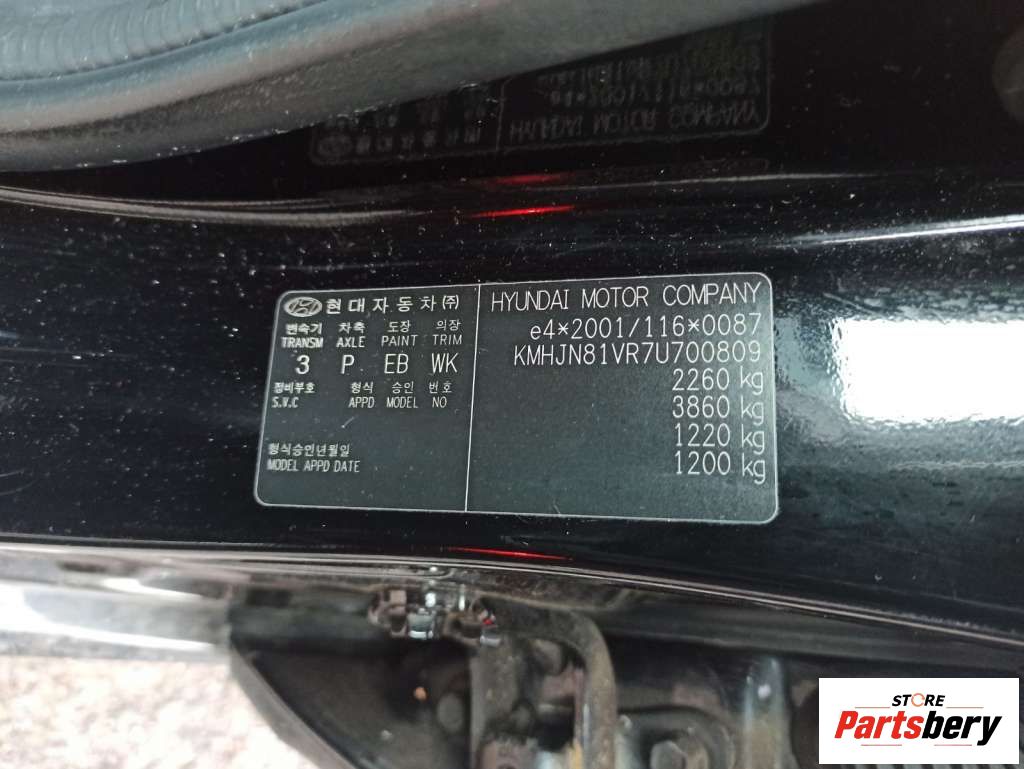 현대자동차(주)
변속기 차축 도장 의장
TRANSM AXLE PAINT TRIM
3 P EB WK
정비부호 형식 승인 번호
S.V.C APPD MODEL NO
형식승인년월일
MODEL APPD DATE
HYUNDAI MOTOR COMPANY
e4*2001/116*0087
KMHJN81VR7U700809
2260 kg
3860 kg
1220 kg
1200 kg
STORE
Partsbery